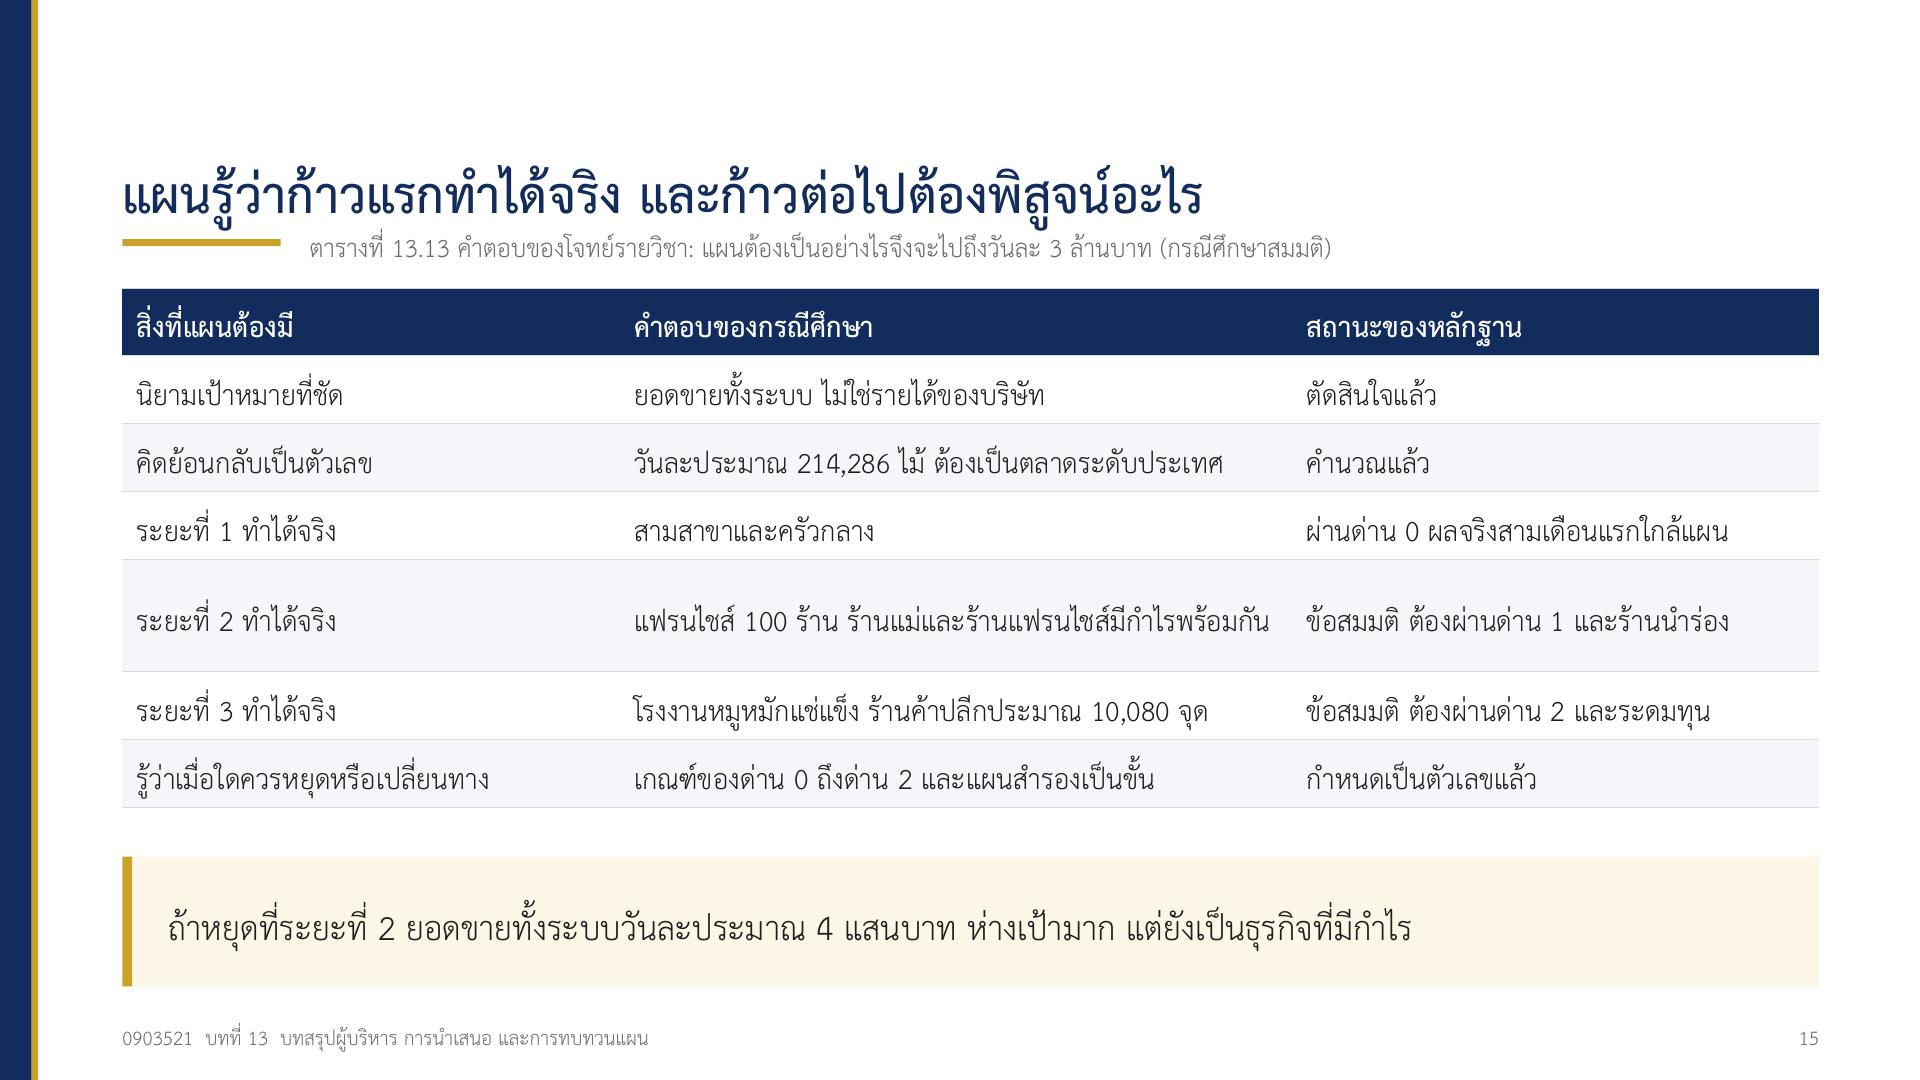 แผนรู้ว่าก้าวแรกทำได้จริง และก้าวต่อไปต้องพิสูจน์อะไร
ตารางที่ 13.13 คำตอบของโจทย์รายวิชา: แผนต้องเป็นอย่างไรจึงจะไปถึงวันละ 3 ล้านบาท (กรณีศึกษาสมมติ)
สิ่งที่แผนต้องมี คำตอบของกรณีศึกษา สถานะของหลักฐาน
นิยามเป้าหมายที่ชัด ยอดขายทั้งระบบ ไม่ใช่รายได้ของบริษัท ตัดสินใจแล้ว
คิดย้อนกลับเป็นตัวเลข วันละประมาณ 214,286 ไม้ ต้องเป็นตลาดระดับประเทศ คำนวณแล้ว
ระยะที่ 1 ทำได้จริง สามสาขาและครัวกลาง ผ่านด่าน 0 ผลจริงสามเดือนแรกใกล้แผน
ระยะที่ 2 ทำได้จริง แฟรนไชส์ 100 ร้าน ร้านแม่และร้านแฟรนไชส์มีกำไรพร้อมกัน ข้อสมมติ ต้องผ่านด่าน 1 และร้านนำร่อง
ระยะที่ 3 ทำได้จริง โรงงานหมูหมักแช่แข็ง ร้านค้าปลีกประมาณ 10,080 จุด ข้อสมมติ ต้องผ่านด่าน 2 และระดมทุน
รู้ว่าเมื่อใดควรหยุดหรือเปลี่ยนทาง เกณฑ์ของด่าน 0 ถึงด่าน 2 และแผนสำรองเป็นขั้น กำหนดเป็นตัวเลขแล้ว
ถ้าหยุดที่ระยะที่ 2 ยอดขายทั้งระบบวันละประมาณ 4 แสนบาท ห่างเป้ามาก แต่ยังเป็นธุรกิจที่มีกำไร
0903521 บทที่ 13 บทสรุปผู้บริหาร การนำเสนอ และการทบทวนแผน 15